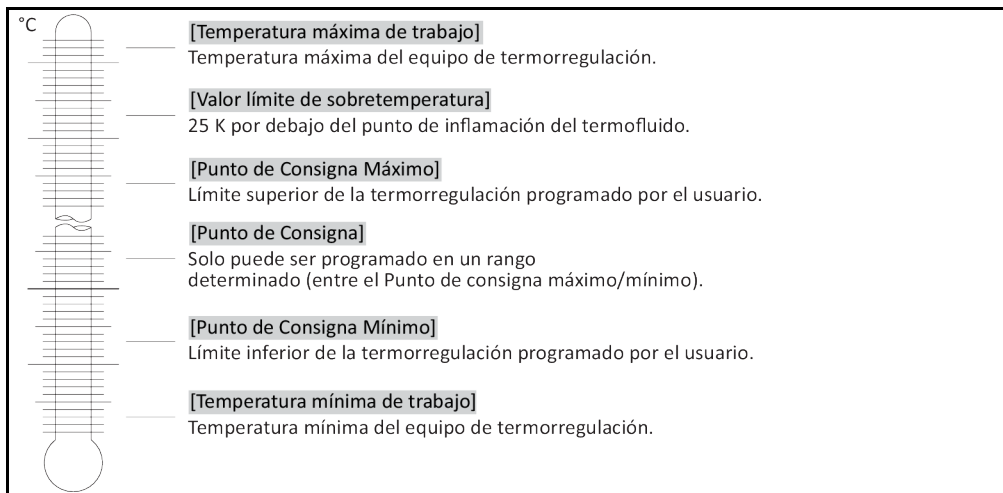 °C
[Temperatura máxima de trabajo]
Temperatura máxima del equipo de termorregulación.
[Valor límite de sobretemperatura]
25 K por debajo del punto de inflamación del termofluido.
[Punto de Consigna Máximo]
Límite superior de la termorregulación programado por el usuario.
[Punto de Consigna]
Solo puede ser programado en un rango
determinado (entre el Punto de consigna máximo/mínimo).
[Punto de Consigna Mínimo]
Límite inferior de la termorregulación programado por el usuario.
[Temperatura mínima de trabajo]
Temperatura mínima del equipo de termorregulación.